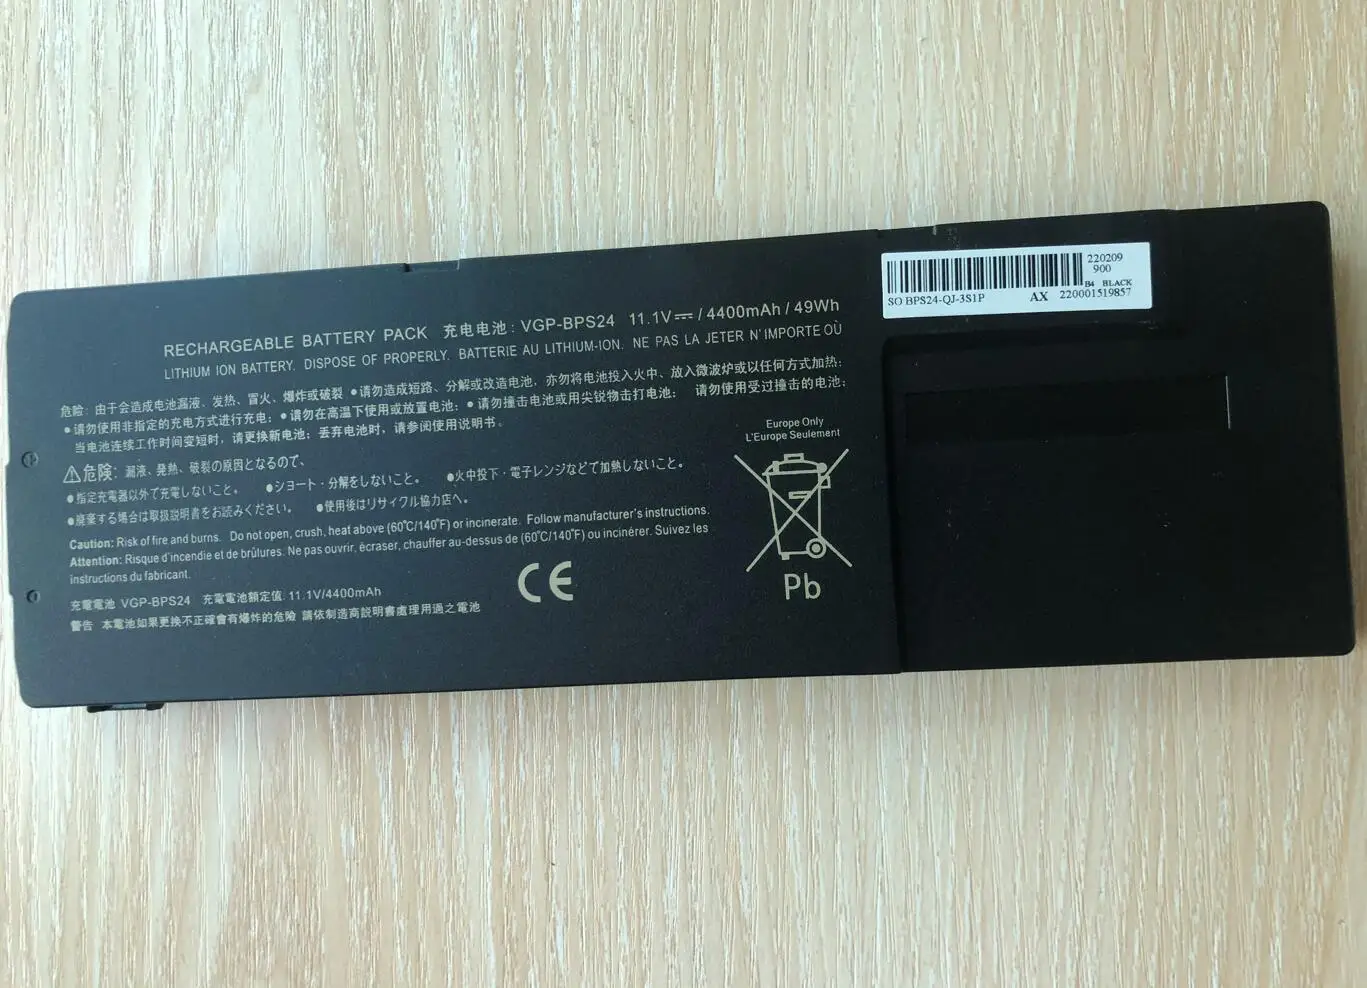 220209
900
B4 BLACK
SO BPS24-QJ-3S1P AX 220001519857
RECHARGEABLE BATTERY PACK 充电电池 : VGP-BPS24 11.1V⎓ / 4400mAh / 49Wh
LITHIUM ION BATTERY. DISPOSE OF PROPERLY. BATTERIE AU LITHIUM-ION. NE PAS LA JETER N'IMPORTE OÙ
危险: 由于会造成电池漏液、发热、冒火、爆炸或破裂 ●请勿造成短路、分解或改造电池, 亦勿将电池投入火中、放入微波炉或以任何方式加热;
●请勿使用非指定的充电方式进行充电; ●请勿在高温下使用或放置电池; ●请勿撞击电池或用尖锐物击打电池; 请勿使用受过撞击的电池;
当电池连续工作时间变短时, 请更换新电池; 丢弃电池时, 请参阅使用说明书。
⚠危険: 漏液、発熱、破裂の原因となるので、
●指定充電器以外で充電しないこと。 ●ショート・分解をしないこと。 ●火中投下・電子レンジなどで加熱しないこと。
●廃棄する場合は取扱説明書をお読みください。 ●使用後はリサイクル協力店へ。
Caution: Risk of fire and burns. Do not open, crush, heat above (60℃/140℉) or incinerate. Follow manufacturer's instructions.
Attention: Risque d'incendie et de brûlures. Ne pas ouvrir, écraser, chauffer au-dessus de (60℃/140℉) ou incinérer. Suivez les
instructions du fabricant.
充電電池 VGP-BPS24 充電電池額定值 11.1V/4400mAh
警告 本電池如果更換不正確會有爆炸的危險 請依制造商説明書處理用過之電池
CE
Europe Only
L'Europe Seulement
Pb